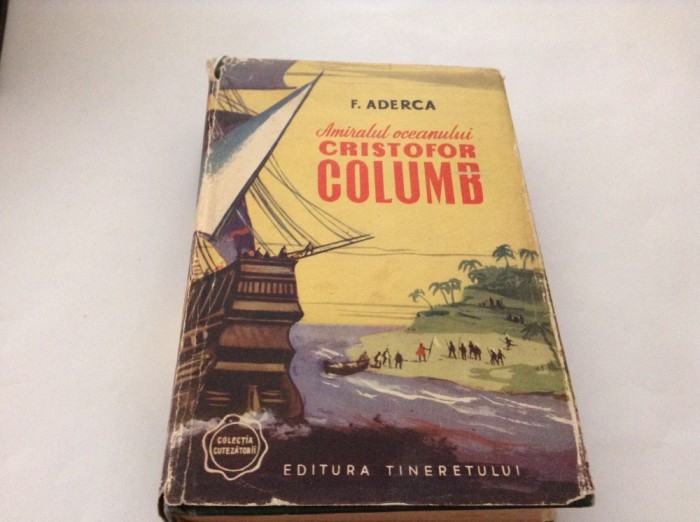 F. ADERCA
Amiralul oceanului
CRISTOFOR
COLUMB
COLECȚIA
CUTEZĂTORII
EDITURA TINERETULUI